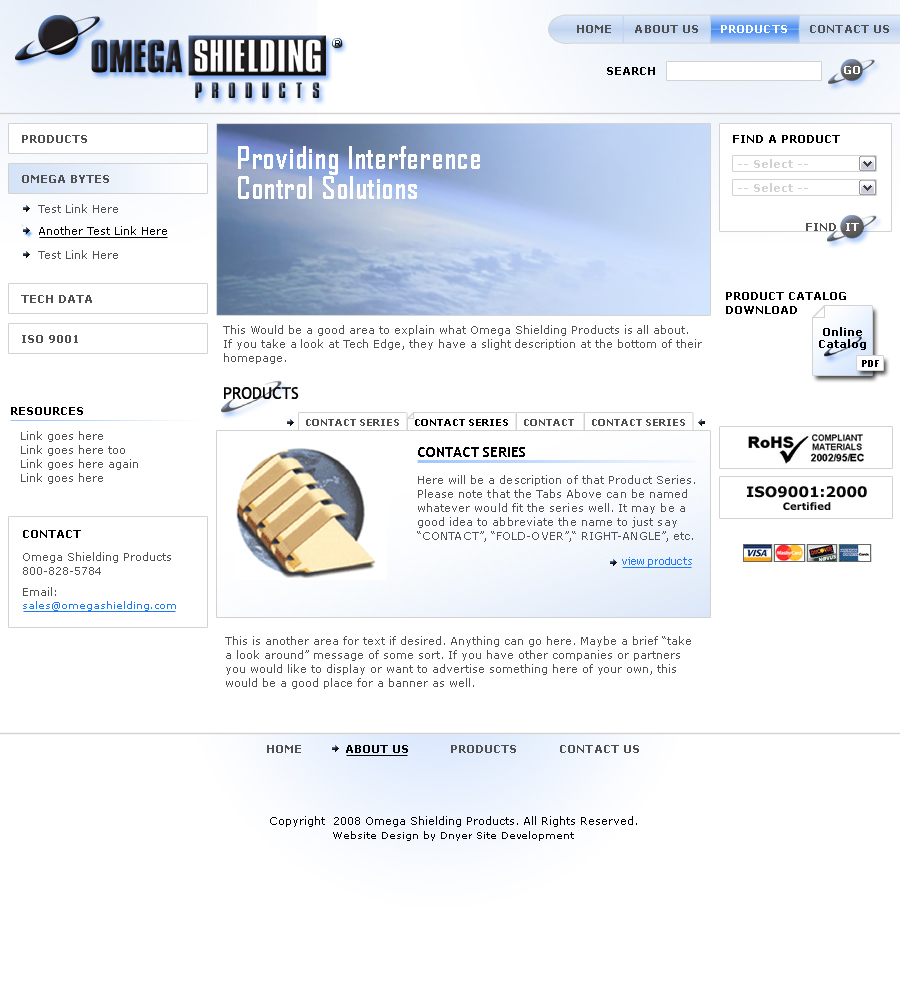 OMEGA SHIELDING ®
PRODUCTS
HOME ABOUT US PRODUCTS CONTACT US
SEARCH GO
PRODUCTS
OMEGA BYTES
Test Link Here
Another Test Link Here
Test Link Here
TECH DATA
ISO 9001
RESOURCES
Link goes here
Link goes here too
Link goes here again
Link goes here
CONTACT
Omega Shielding Products
800-828-5784
Email:
sales@omegashielding.com
Providing Interference
Control Solutions
This Would be a good area to explain what Omega Shielding Products is all about.
If you take a look at Tech Edge, they have a slight description at the bottom of their
homepage.
PRODUCTS
CONTACT SERIES CONTACT SERIES CONTACT CONTACT SERIES
CONTACT SERIES
Here will be a description of that Product Series.
Please note that the Tabs Above can be named
whatever would fit the series well. It may be a
good idea to abbreviate the name to just say
“CONTACT”, “FOLD-OVER”,“ RIGHT-ANGLE”, etc.
view products
This is another area for text if desired. Anything can go here. Maybe a brief “take
a look around” message of some sort. If you have other companies or partners
you would like to display or want to advertise something here of your own, this
would be a good place for a banner as well.
FIND A PRODUCT
-- Select --
-- Select --
FIND IT
PRODUCT CATALOG
DOWNLOAD
Online
Catalog
PDF
RoHS COMPLIANT
MATERIALS
2002/95/EC
ISO9001:2000
Certified
VISA MasterCard DISCOVER NOVUS
HOME ABOUT US PRODUCTS CONTACT US
Copyright 2008 Omega Shielding Products. All Rights Reserved.
Website Design by Dnyer Site Development